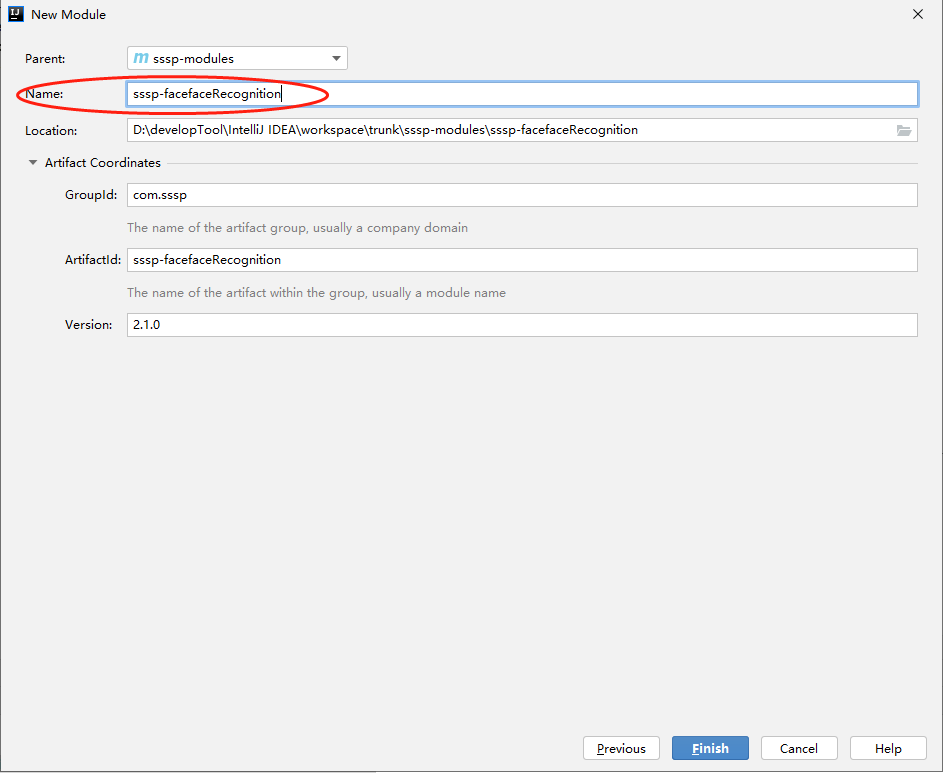 IJ New Module
Parent: m sssp-modules
Name: sssp-facefaceRecognition
Location: D:\developTool\IntelliJ IDEA\workspace\trunk\sssp-modules\sssp-facefaceRecognition
Artifact Coordinates
GroupId: com.sssp
The name of the artifact group, usually a company domain
ArtifactId: sssp-facefaceRecognition
The name of the artifact within the group, usually a module name
Version: 2.1.0
Previous Finish Cancel Help